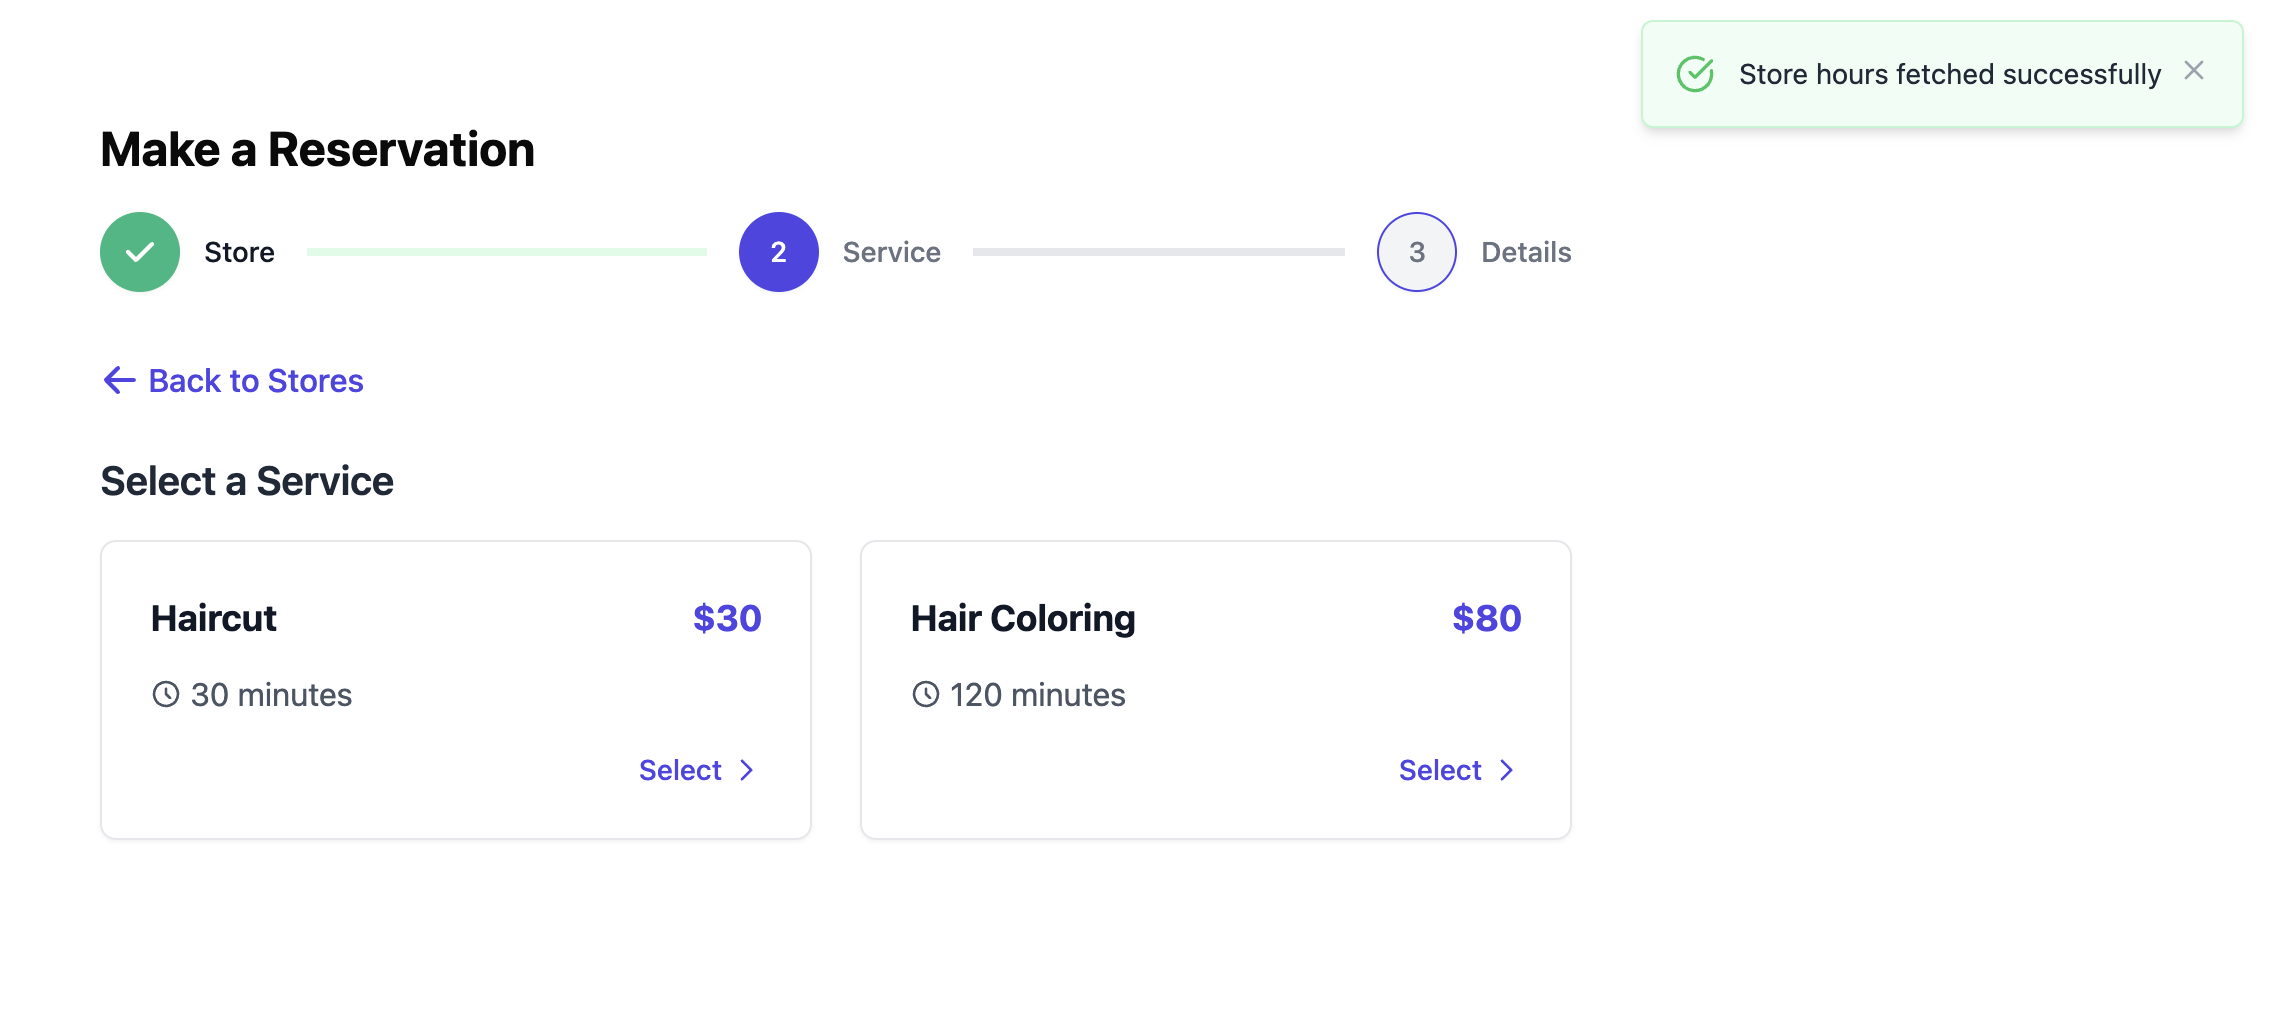 Store hours fetched successfully
Make a Reservation
Store
2
Service
3
Details
Back to Stores
Select a Service
Haircut
$30
30 minutes
Select
Hair Coloring
$80
120 minutes
Select